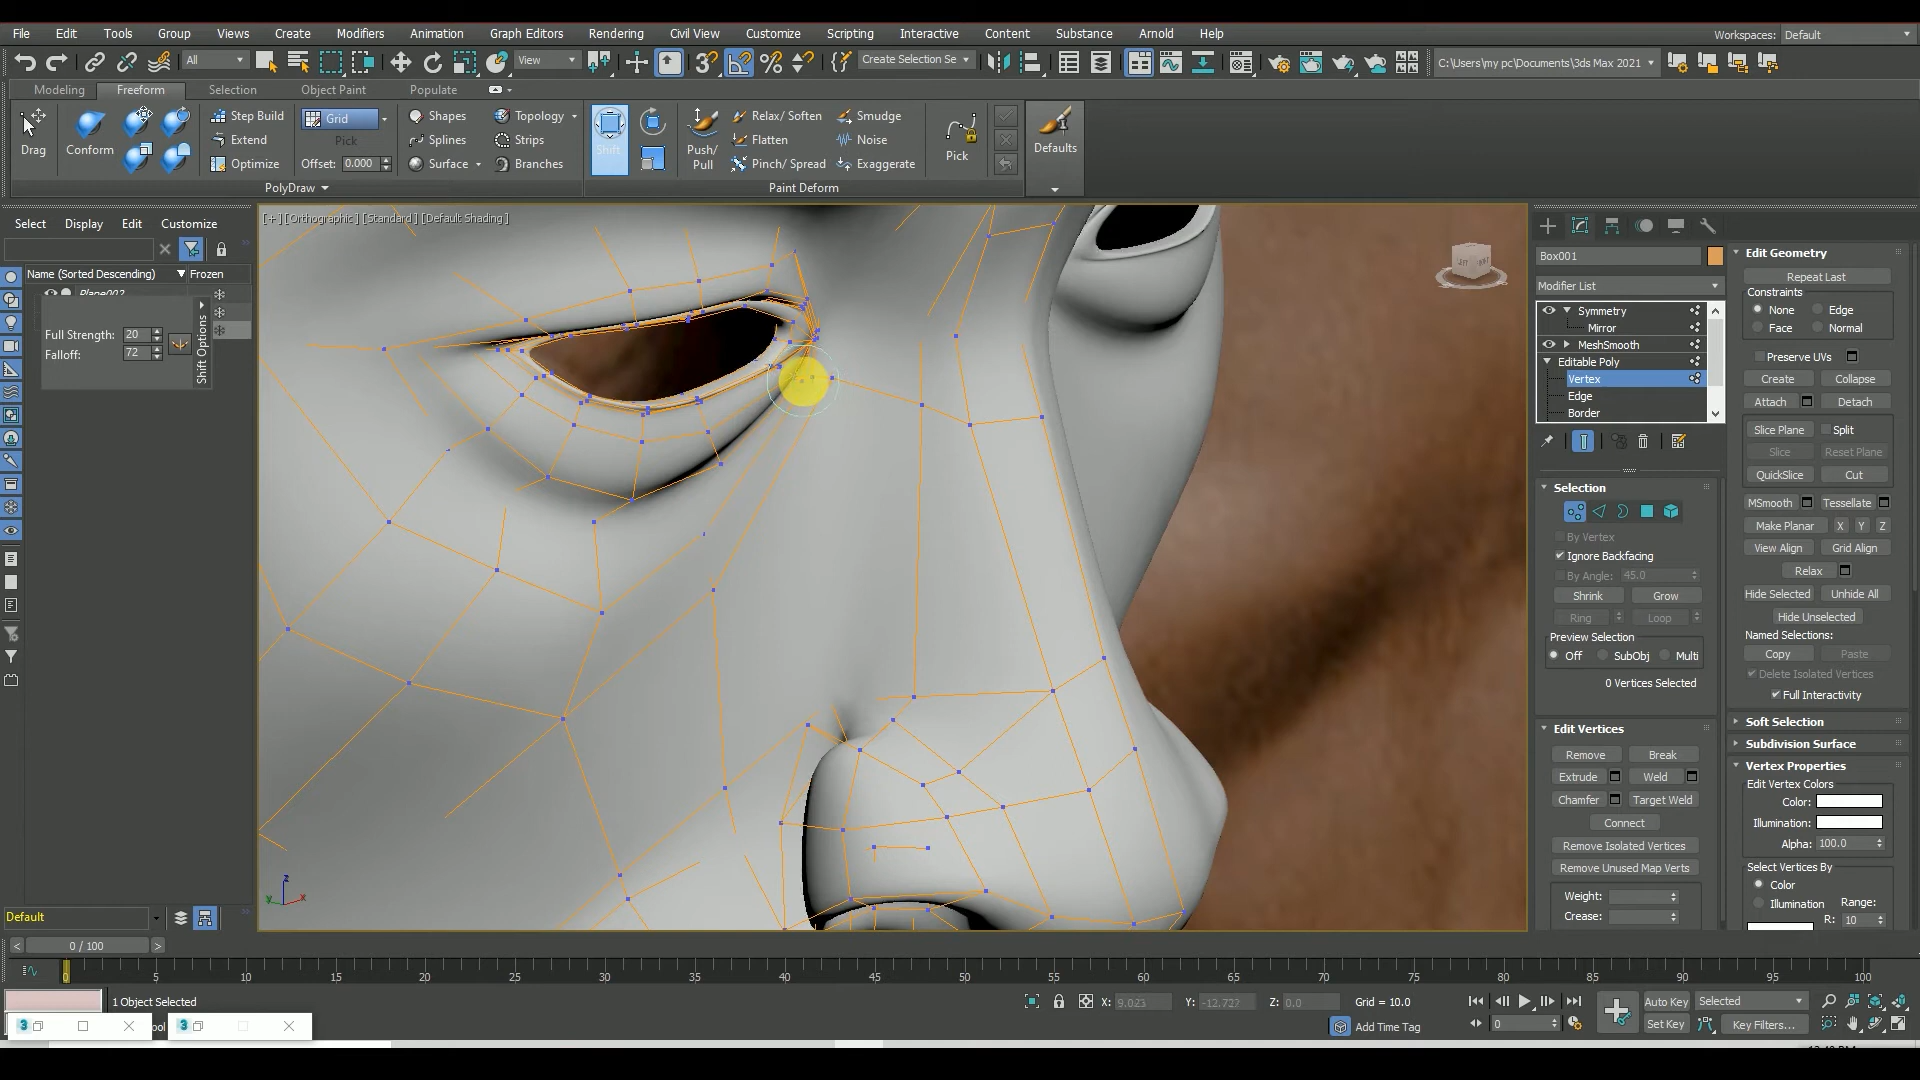 File Edit Tools Group Views Create Modifiers Animation Graph Editors Rendering Civil View Customize Scripting Interactive Content Substance Arnold Help
Workspaces: Default
All View Create Selection Se C:\Users\my pc\Documents\3ds Max 2021
Modeling Freeform Selection Object Paint Populate
Drag Conform Step Build Extend Optimize Grid Pick Offset: 0.000 Shapes Splines Surface Topology Strips Branches
Shift Push/ Pull Relax/ Soften Flatten Pinch/ Spread Smudge Noise Exaggerate Pick Defaults
PolyDraw Paint Deform
Select Display Edit Customize
Name (Sorted Descending) Frozen
Plane002
Full Strength: 20
Falloff: 72
Shift Options
[+] [Orthographic] [Standard] [Default Shading]
z
x
y
Box001
Modifier List
Symmetry
Mirror
MeshSmooth
Editable Poly
Vertex
Edge
Border
Selection
By Vertex
Ignore Backfacing
By Angle: 45.0
Shrink Grow
Ring Loop
Preview Selection
Off SubObj Multi
0 Vertices Selected
Edit Vertices
Remove Break
Extrude Weld
Chamfer Target Weld
Connect
Remove Isolated Vertices
Remove Unused Map Verts
Weight:
Crease:
Edit Geometry
Repeat Last
Constraints
None Edge
Face Normal
Preserve UVs
Create Collapse
Attach Detach
Slice Plane Split
Slice Reset Plane
QuickSlice Cut
MSmooth Tessellate
Make Planar X Y Z
View Align Grid Align
Relax
Hide Selected Unhide All
Hide Unselected
Named Selections:
Copy Paste
Delete Isolated Vertices
Full Interactivity
Soft Selection
Subdivision Surface
Vertex Properties
Edit Vertex Colors
Color:
Illumination:
Alpha: 100.0
Select Vertices By
Color
Illumination Range:
R: 10
Default
0 / 100
0 5 10 15 20 25 30 35 40 45 50 55 60 65 70 75 80 85 90 95 100
1 Object Selected
X: 9.023 Y: -12.727 Z: 0.0 Grid = 10.0
Add Time Tag
Auto Key Selected
0 Set Key Key Filters...
3 3